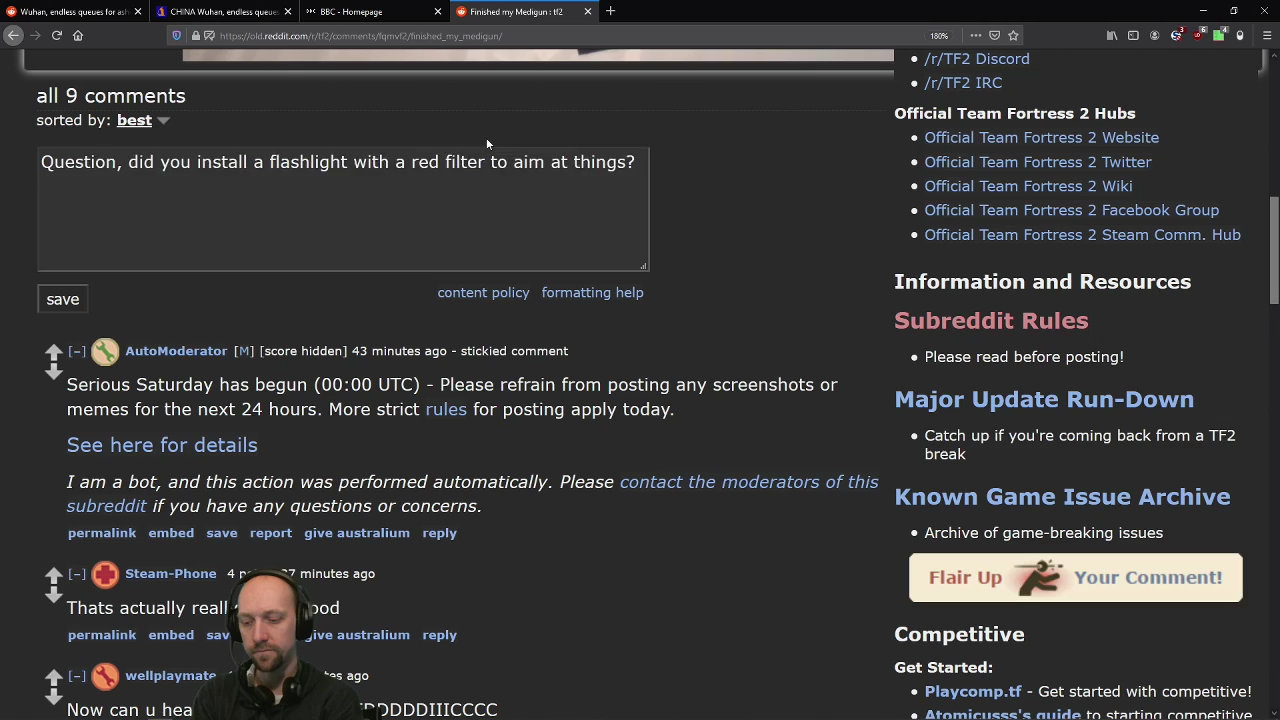 Wuhan, endless queues for ash
CHINA Wuhan, endless queues
BBC - Homepage
Finished my Medigun : tf2
https://old.reddit.com/r/tf2/comments/fqmvf2/finished_my_medigun/
180%
all 9 comments
sorted by: best
Question, did you install a flashlight with a red filter to aim at things?
save
content policy formatting help
[–] AutoModerator [M] [score hidden] 43 minutes ago - stickied comment
Serious Saturday has begun (00:00 UTC) - Please refrain from posting any screenshots or
memes for the next 24 hours. More strict rules for posting apply today.
See here for details
I am a bot, and this action was performed automatically. Please contact the moderators of this
subreddit if you have any questions or concerns.
permalink embed save report give australium reply
[–] Steam-Phone 4 minutes ago
Thats actually
permalink embed give australium reply
[–] wellplaymate ago
Now can u
/r/TF2 Discord
/r/TF2 IRC
Official Team Fortress 2 Hubs
Official Team Fortress 2 Website
Official Team Fortress 2 Twitter
Official Team Fortress 2 Wiki
Official Team Fortress 2 Facebook Group
Official Team Fortress 2 Steam Comm. Hub
Information and Resources
Subreddit Rules
Please read before posting!
Major Update Run-Down
Catch up if you're coming back from a TF2
break
Known Game Issue Archive
Archive of game-breaking issues
Flair Up Your Comment!
Competitive
Get Started:
Playcomp.tf - Get started with competitive!
Atomicusss's guide to starting competitive